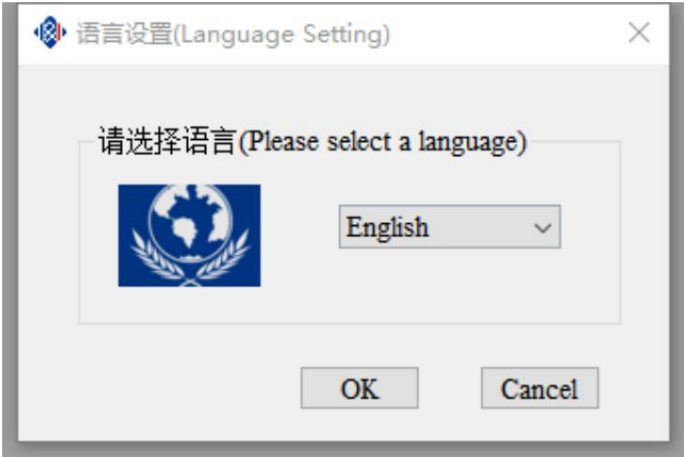 语言设置(Language Setting)
请选择语言(Please select a language)
English
OK
Cancel